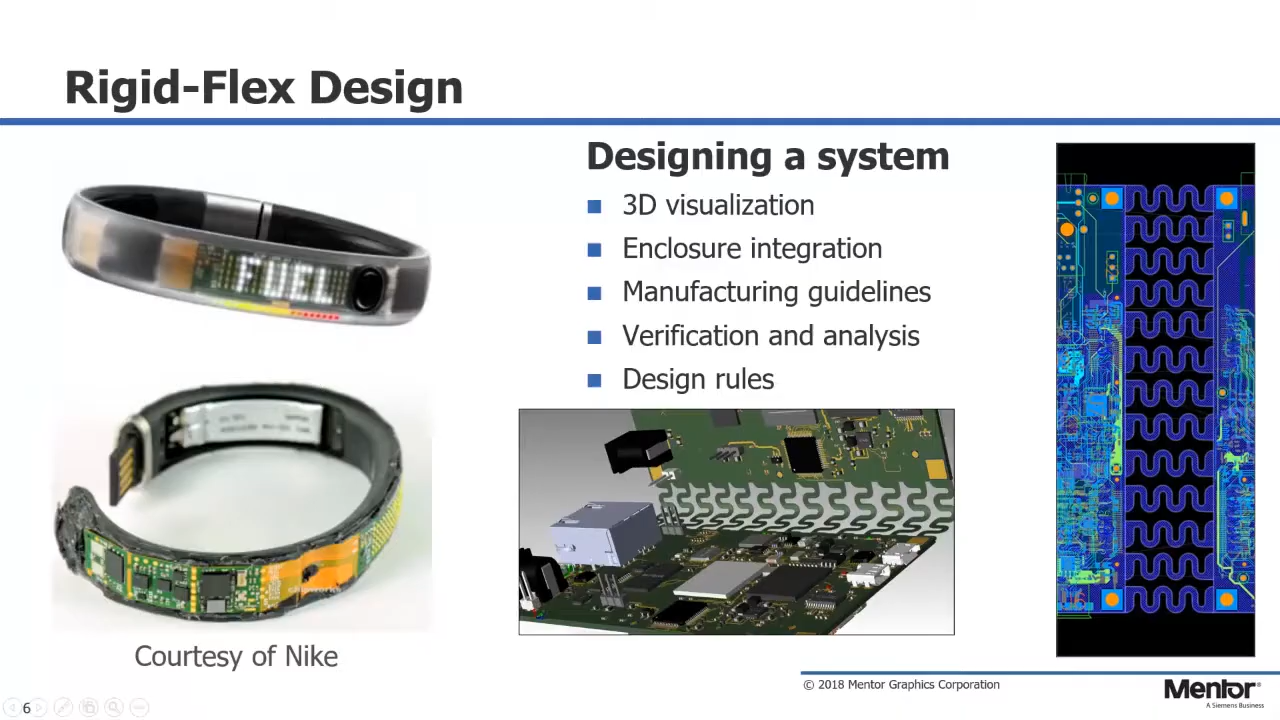 Rigid-Flex Design
Designing a system
3D visualization
Enclosure integration
Manufacturing guidelines
Verification and analysis
Design rules
Courtesy of Nike
© 2018 Mentor Graphics Corporation
Mentor®
A Siemens Business
6